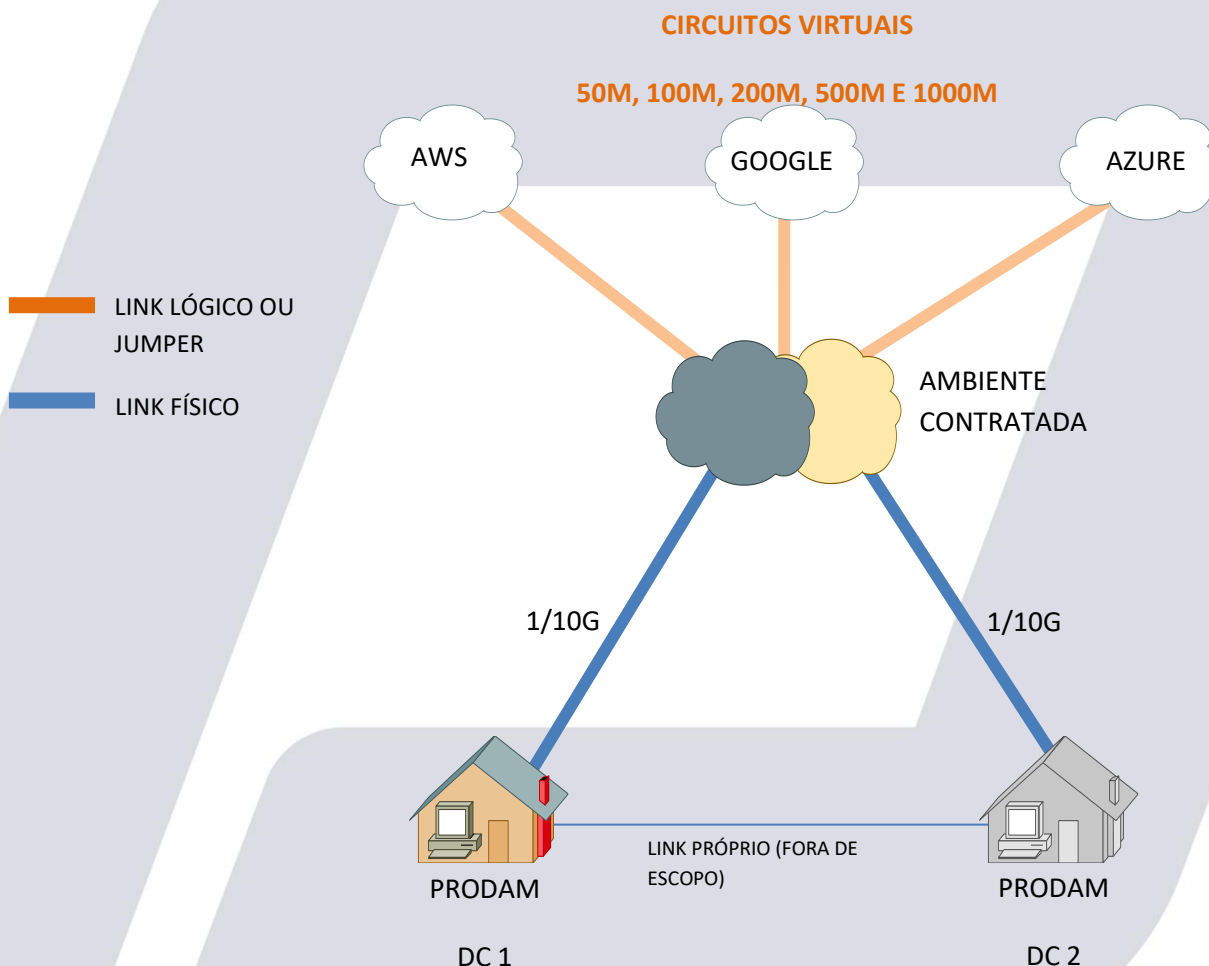 CIRCUITOS VIRTUAIS
50M, 100M, 200M, 500M E 1000M
AWS
GOOGLE
AZURE
LINK LÓGICO OU
JUMPER
LINK FÍSICO
AMBIENTE
CONTRATADA
1/10G
1/10G
LINK PRÓPRIO (FORA DE
ESCOPO)
PRODAM
DC 1
PRODAM
DC 2